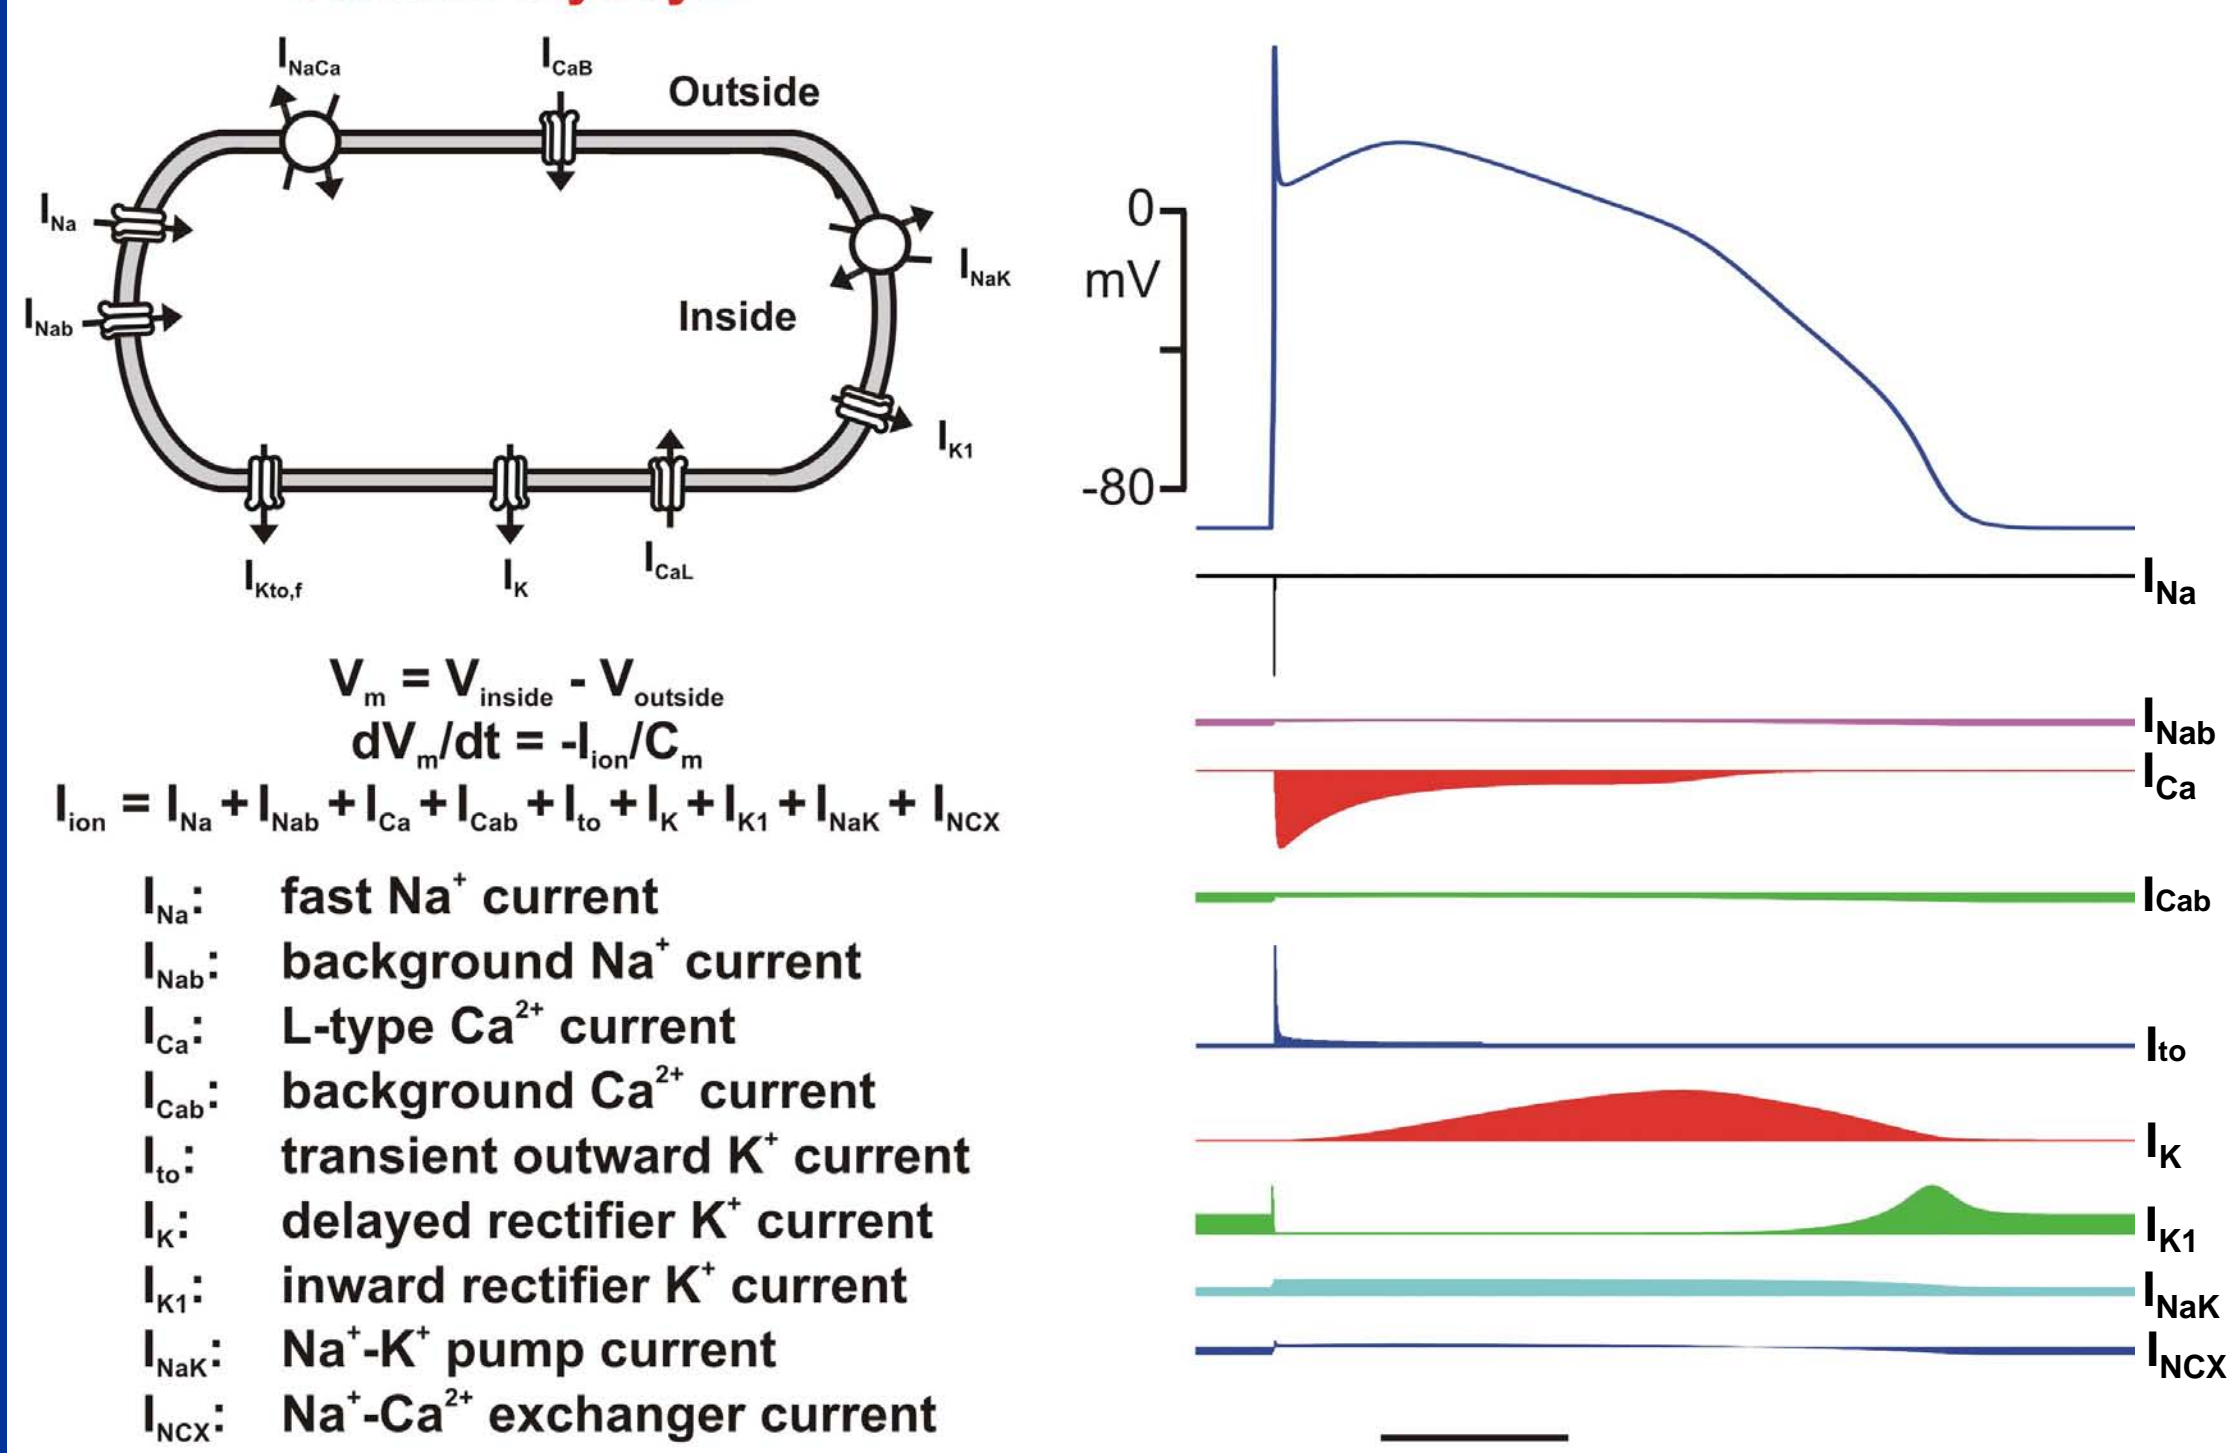 I_NaCa
I_CaB
Outside
I_Na
I_NaK
I_Nab
Inside
I_K1
I_Kto,f
I_K
I_CaL
V_m = V_inside - V_outside
dV_m/dt = -I_ion/C_m
I_ion = I_Na + I_Nab + I_Ca + I_Cab + I_to + I_K + I_K1 + I_NaK + I_NCX
I_Na: fast Na⁺ current
I_Nab: background Na⁺ current
I_Ca: L-type Ca²⁺ current
I_Cab: background Ca²⁺ current
I_to: transient outward K⁺ current
I_K: delayed rectifier K⁺ current
I_K1: inward rectifier K⁺ current
I_NaK: Na⁺-K⁺ pump current
I_NCX: Na⁺-Ca²⁺ exchanger current
0
mV
-80
I_Na
I_Nab
I_Ca
I_Cab
I_to
I_K
I_K1
I_NaK
I_NCX